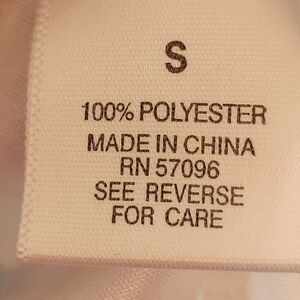 S
100% POLYESTER
MADE IN CHINA
RN 57096
SEE REVERSE
FOR CARE